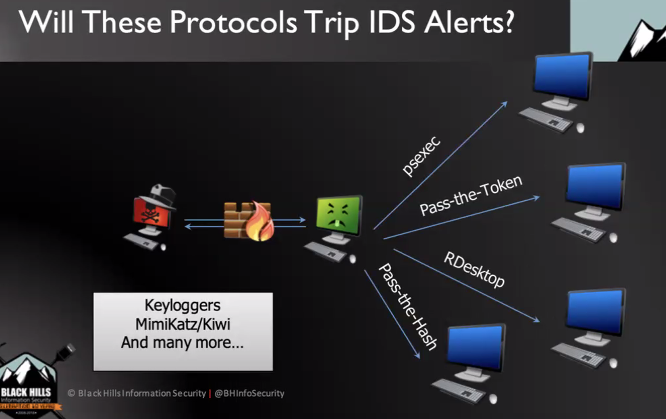 Will These Protocols Trip IDS Alerts?
psexec
Pass-the-Token
RDesktop
Pass-the-Hash
Keyloggers
MimiKatz/Kiwi
And many more...
BLACK HILLS
Information Security
© Black Hills Information Security | @BHInfoSecurity